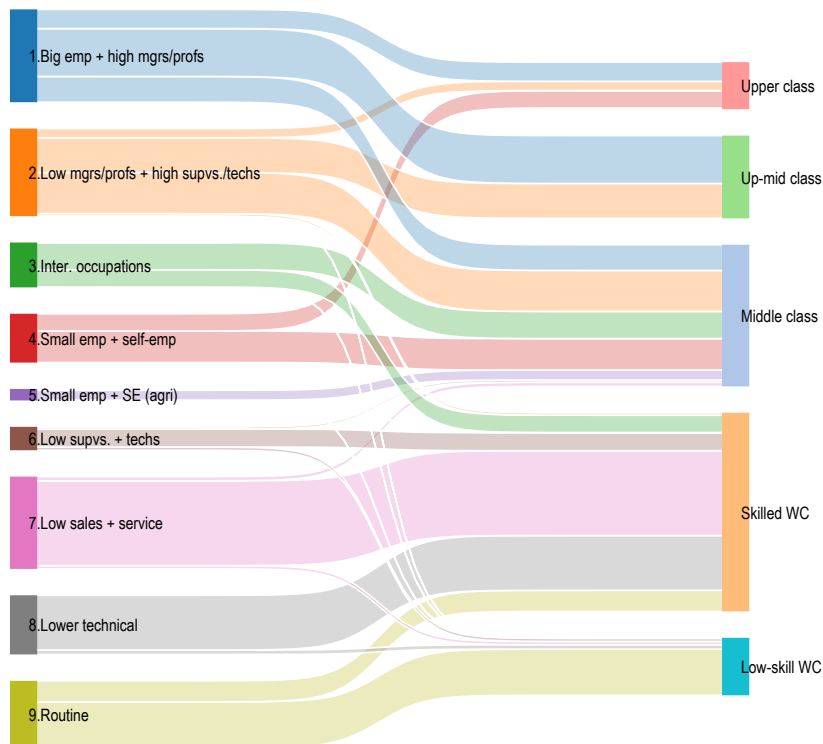 1.Big emp + high mgrs/profs
2.Low mgrs/profs + high supvs./techs
3.Inter. occupations
4.Small emp + self-emp
5.Small emp + SE (agri)
6.Low supvs. + techs
7.Low sales + service
8.Lower technical
9.Routine
Upper class
Up-mid class
Middle class
Skilled WC
Low-skill WC